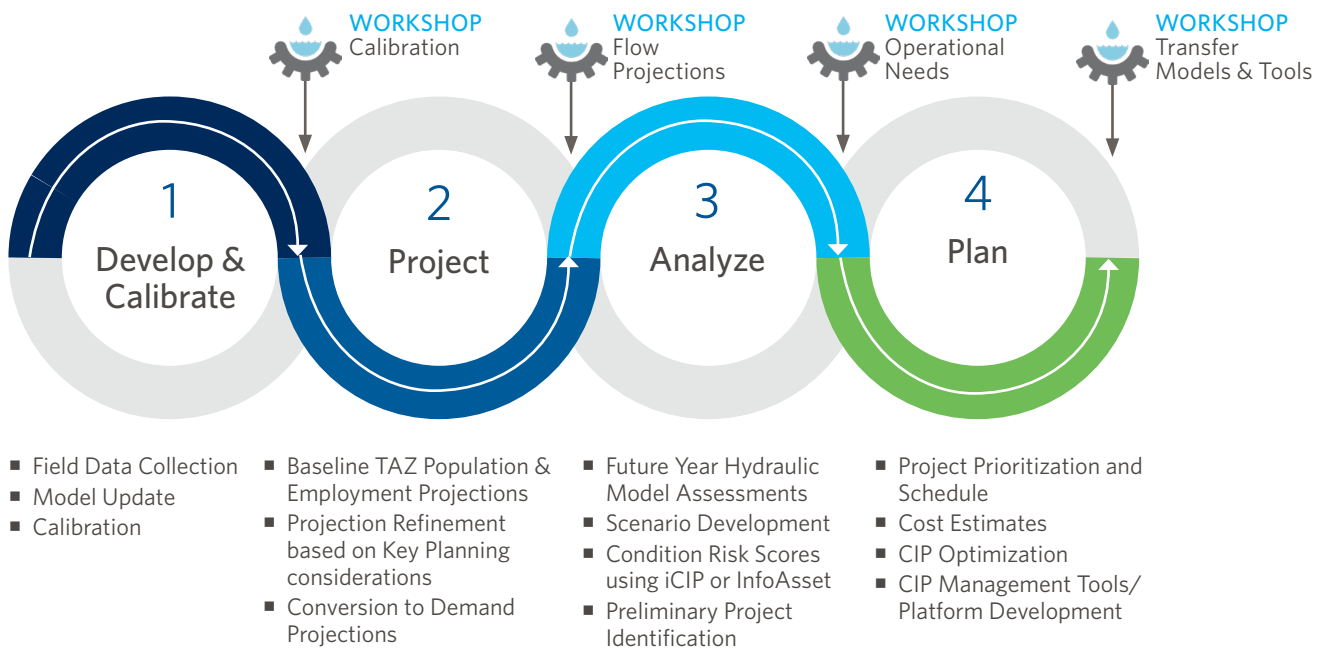 WORKSHOP
Calibration
WORKSHOP
Flow
Projections
WORKSHOP
Operational
Needs
WORKSHOP
Transfer
Models & Tools
1
Develop &
Calibrate
2
Project
3
Analyze
4
Plan
▪ Field Data Collection
▪ Model Update
▪ Calibration
▪ Baseline TAZ Population &
Employment Projections
▪ Projection Refinement
based on Key Planning
considerations
▪ Conversion to Demand
Projections
▪ Future Year Hydraulic
Model Assessments
▪ Scenario Development
▪ Condition Risk Scores
using iCIP or InfoAsset
▪ Preliminary Project
Identification
▪ Project Prioritization and
Schedule
▪ Cost Estimates
▪ CIP Optimization
▪ CIP Management Tools/
Platform Development